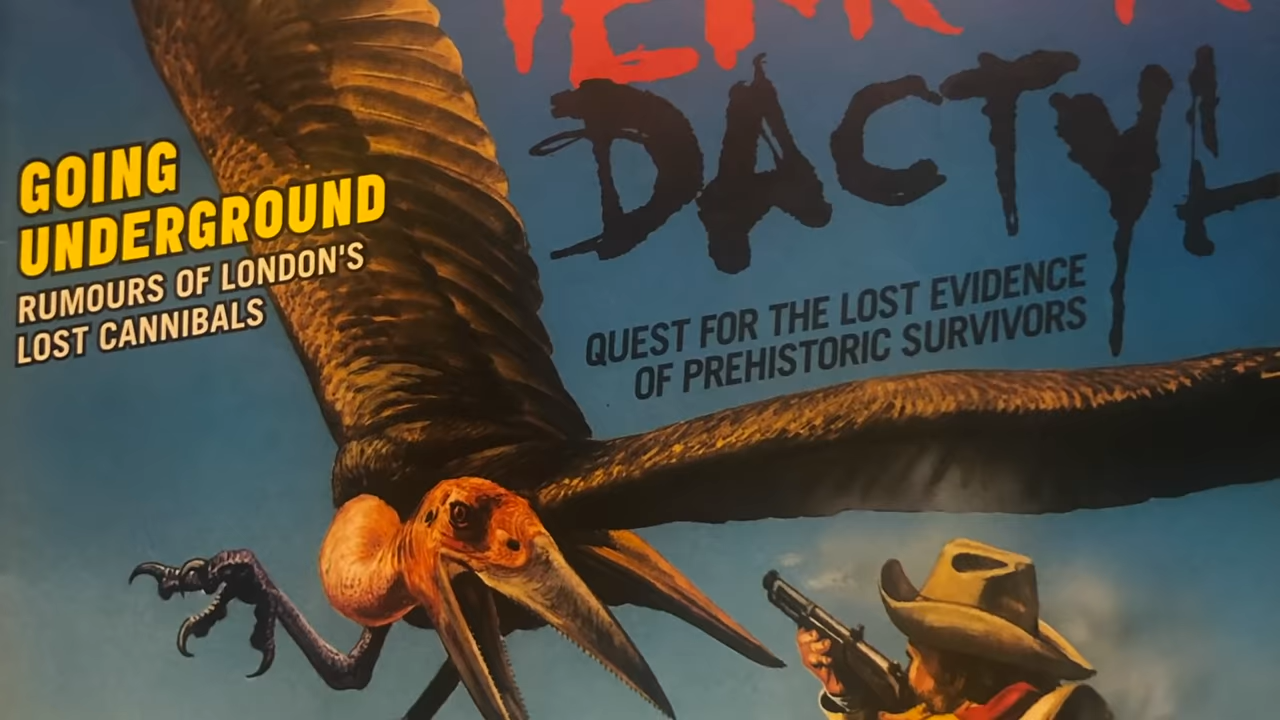 DACTYL
GOING
UNDERGROUND
RUMOURS OF LONDON'S
LOST CANNIBALS
QUEST FOR THE LOST EVIDENCE
OF PREHISTORIC SURVIVORS